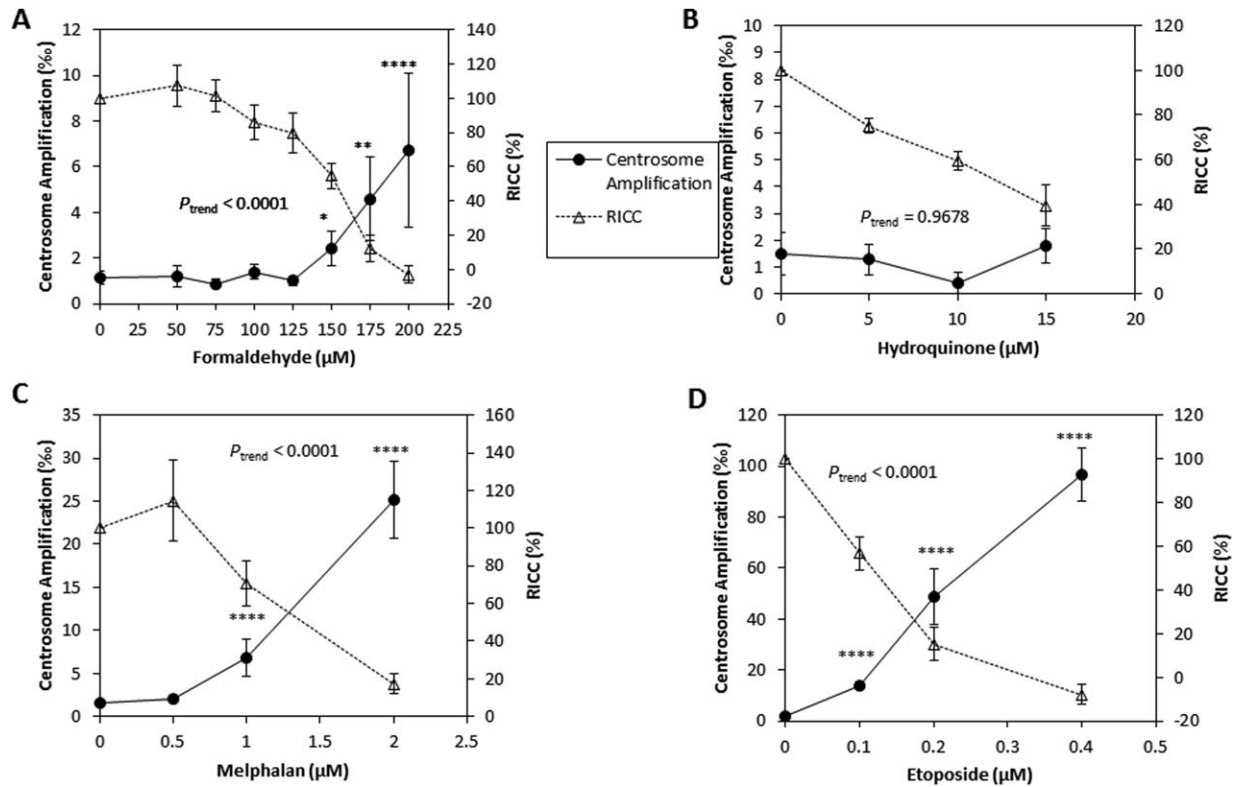 A
Centrosome Amplification (‰)
12
10
8
6
4
2
0
140
120
100
80
60
40
20
0
-20
RICC (%)
****
**
*
Ptrend < 0.0001
0 25 50 75 100 125 150 175 200 225
Formaldehyde (µM)
Centrosome
Amplification
RICC
B
Centrosome Amplification (‰)
10
9
8
7
6
5
4
3
2
1
0
120
100
80
60
40
20
0
RICC (%)
Ptrend = 0.9678
0 5 10 15 20
Hydroquinone (µM)
C
Centrosome Amplification (‰)
35
30
25
20
15
10
5
0
160
140
120
100
80
60
40
20
0
RICC (%)
Ptrend < 0.0001
****
****
0 0.5 1 1.5 2 2.5
Melphalan (µM)
D
Centrosome Amplification (‰)
120
100
80
60
40
20
0
120
100
80
60
40
20
0
-20
RICC (%)
****
Ptrend < 0.0001
****
****
0 0.1 0.2 0.3 0.4 0.5
Etoposide (µM)